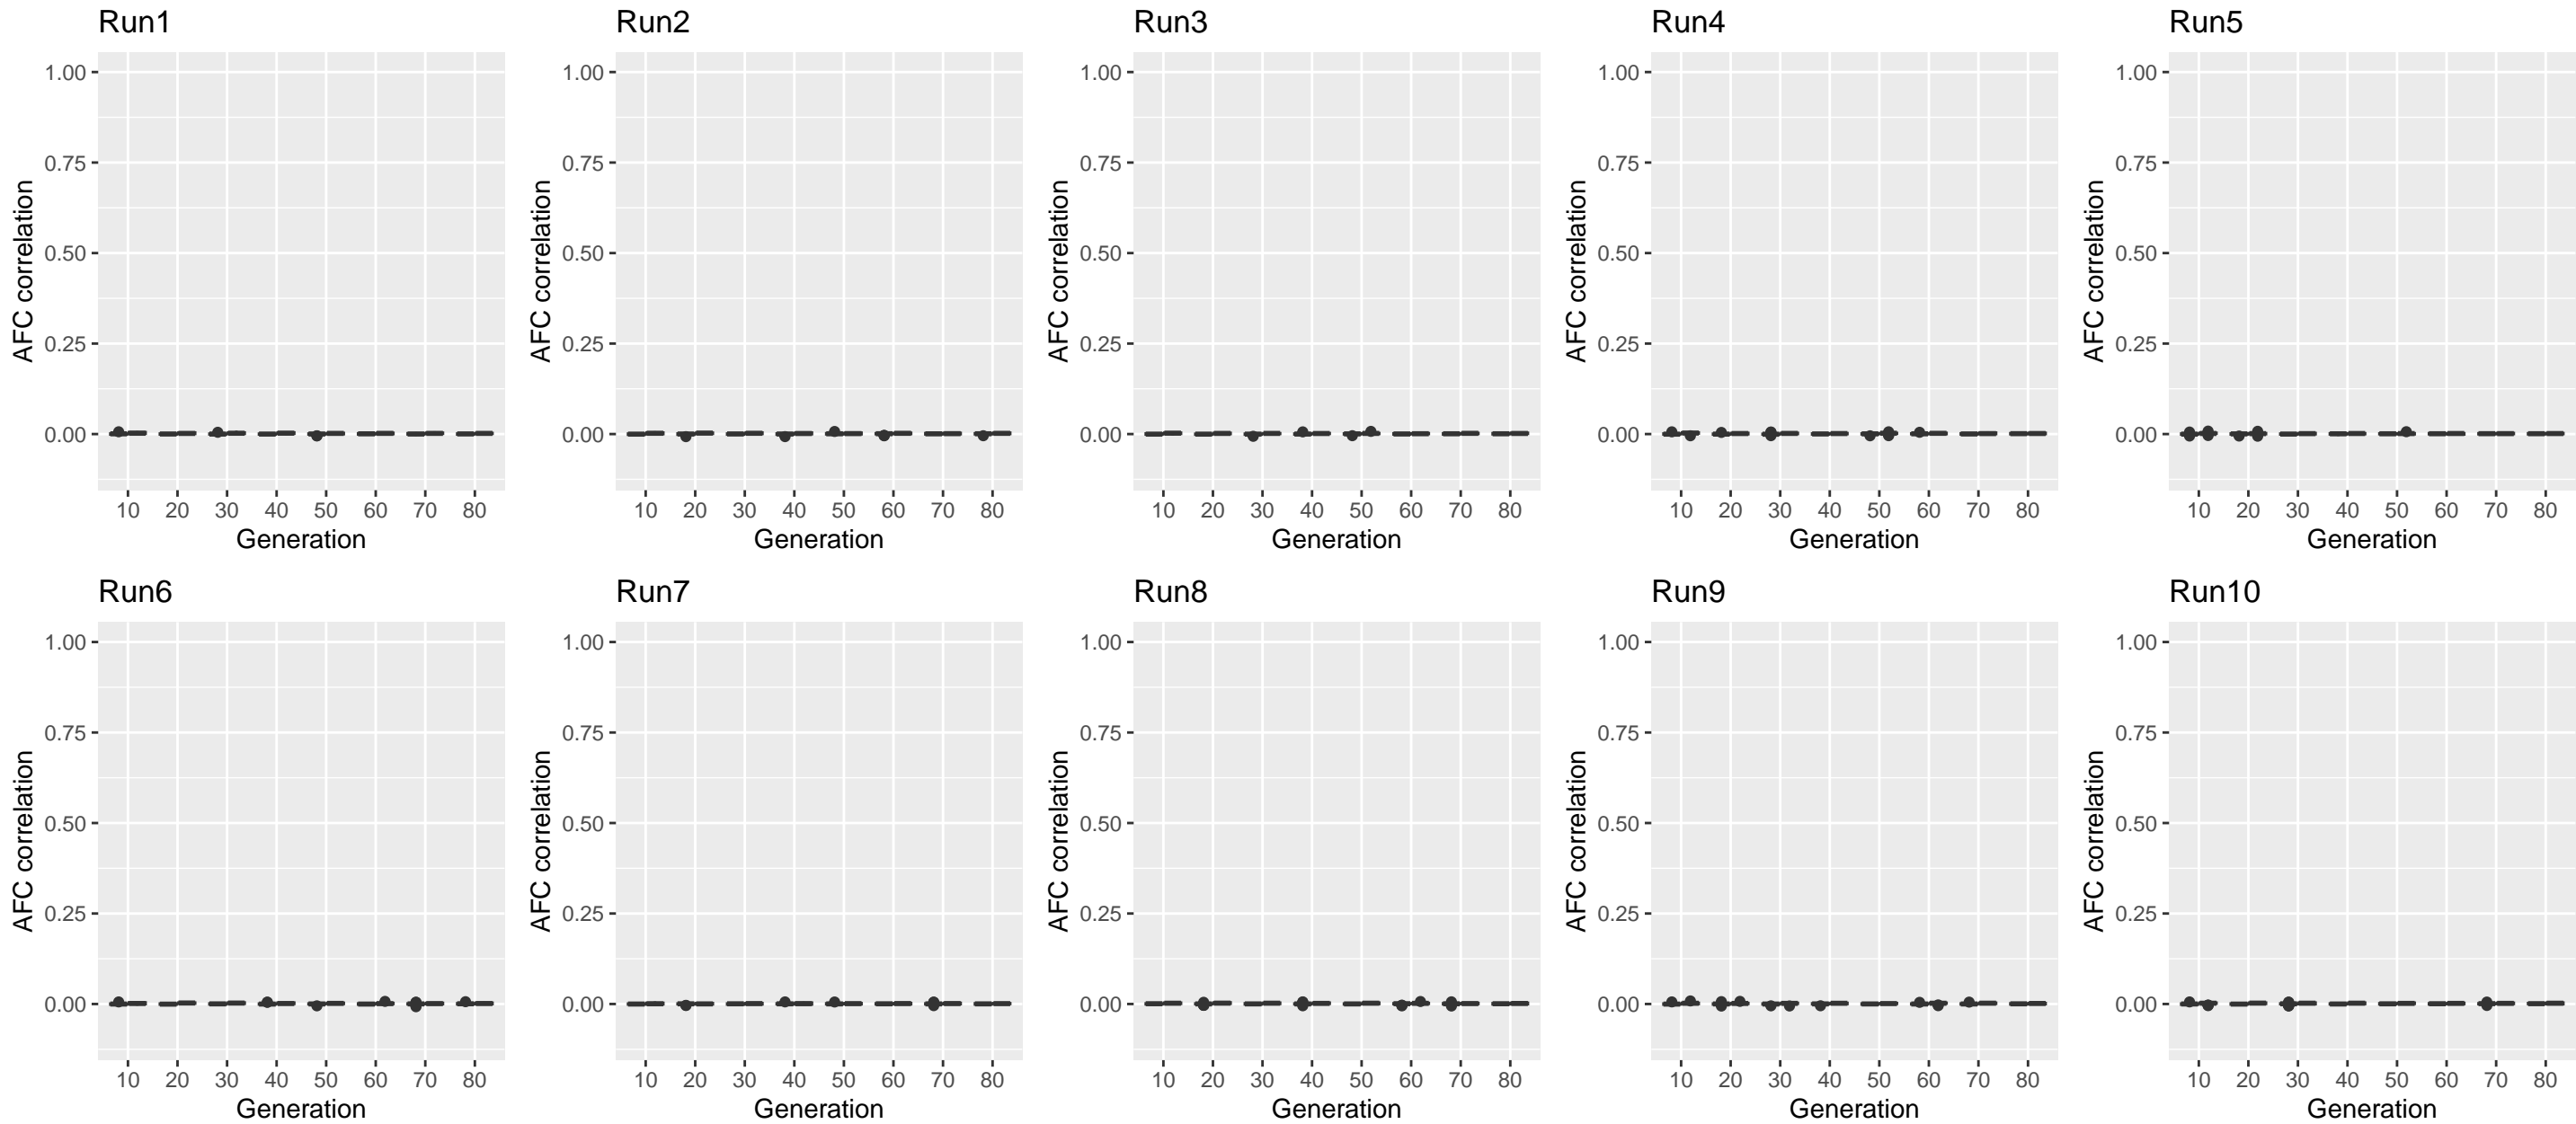 Run1 Run2 Run3 Run4 Run5
1.00 1.00 1.00 1.00 1.00
0.75 0.75 0.75 0.75 0.75
AFC correlation AFC correlation AFC correlation AFC correlation AFC correlation
0.50 0.50 0.50 0.50 0.50
0.25 0.25 0.25 0.25 0.25
0.00 0.00 0.00 0.00 0.00
10 20 30 40 50 60 70 80 10 20 30 40 50 60 70 80 10 20 30 40 50 60 70 80 10 20 30 40 50 60 70 80 10 20 30 40 50 60 70 80
Generation Generation Generation Generation Generation
Run6 Run7 Run8 Run9 Run10
1.00 1.00 1.00 1.00 1.00
0.75 0.75 0.75 0.75 0.75
AFC correlation AFC correlation AFC correlation AFC correlation AFC correlation
0.50 0.50 0.50 0.50 0.50
0.25 0.25 0.25 0.25 0.25
0.00 0.00 0.00 0.00 0.00
10 20 30 40 50 60 70 80 10 20 30 40 50 60 70 80 10 20 30 40 50 60 70 80 10 20 30 40 50 60 70 80 10 20 30 40 50 60 70 80
Generation Generation Generation Generation Generation